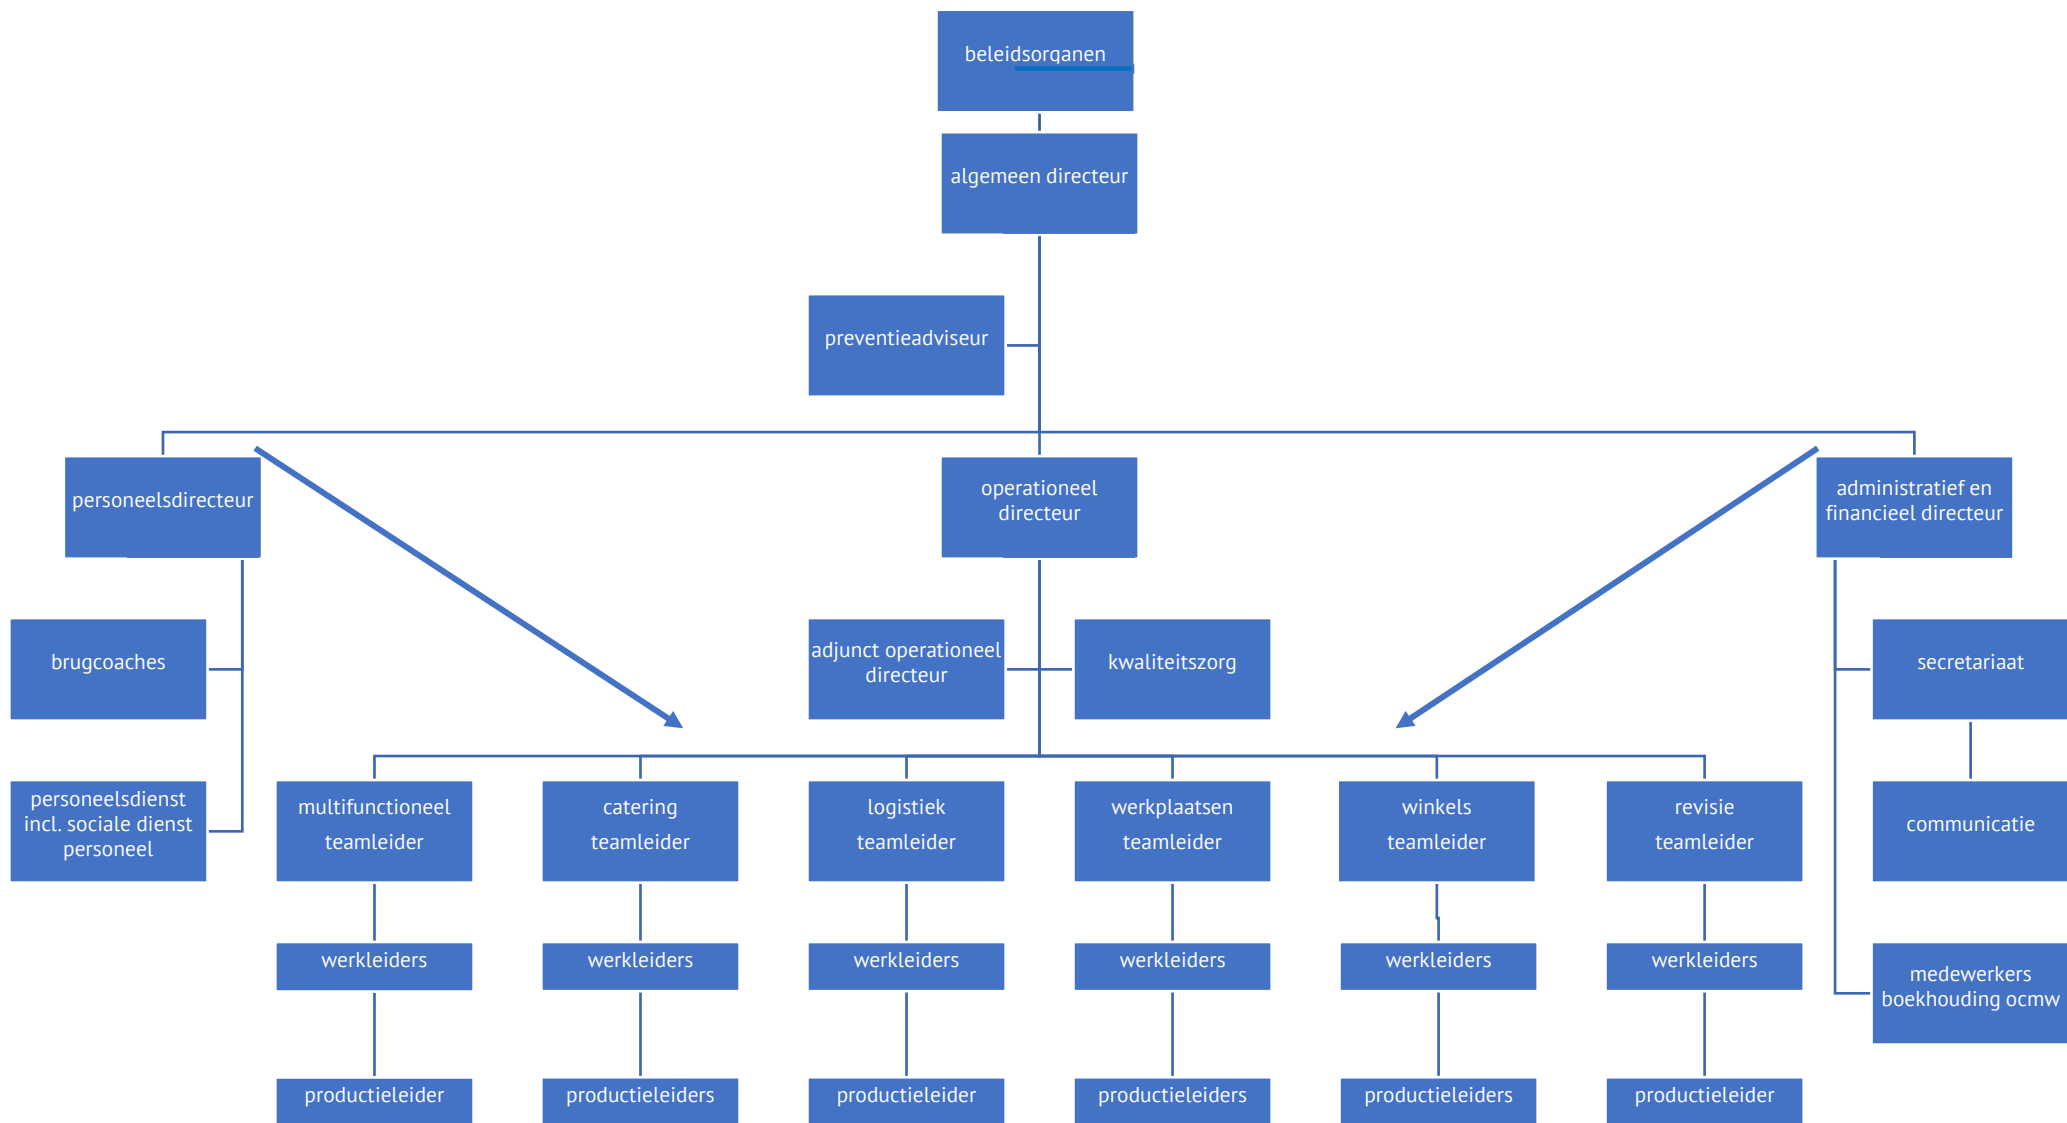 beleidsorganen
algemeen directeur
preventieadviseur
personeelsdirecteur
operationeel
directeur
administratief en
financieel directeur
brugcoaches
adjunct operationeel
directeur
kwaliteitszorg
secretariaat
personeelsdienst
incl. sociale dienst
personeel
multifunctioneel
teamleider
catering
teamleider
logistiek
teamleider
werkplaatsen
teamleider
winkels
teamleider
revisie
teamleider
communicatie
werkleiders
werkleiders
werkleiders
werkleiders
werkleiders
werkleiders
medewerkers
boekhouding ocmw
productieleider
productieleiders
productieleider
productieleiders
productieleiders
productieleider